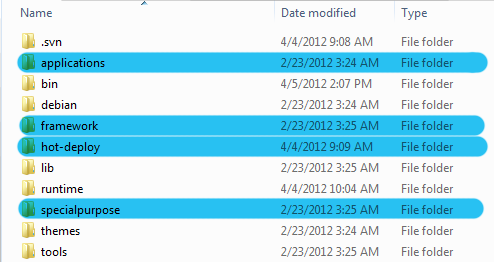 Name Date modified Type
.svn 4/4/2012 9:08 AM File folder
applications 2/23/2012 3:24 AM File folder
bin 4/5/2012 2:07 PM File folder
debian 2/23/2012 3:24 AM File folder
framework 2/23/2012 3:25 AM File folder
hot-deploy 4/4/2012 9:09 AM File folder
lib 2/23/2012 3:25 AM File folder
runtime 4/4/2012 10:04 AM File folder
specialpurpose 2/23/2012 3:25 AM File folder
themes 2/23/2012 3:24 AM File folder
tools 2/23/2012 3:25 AM File folder